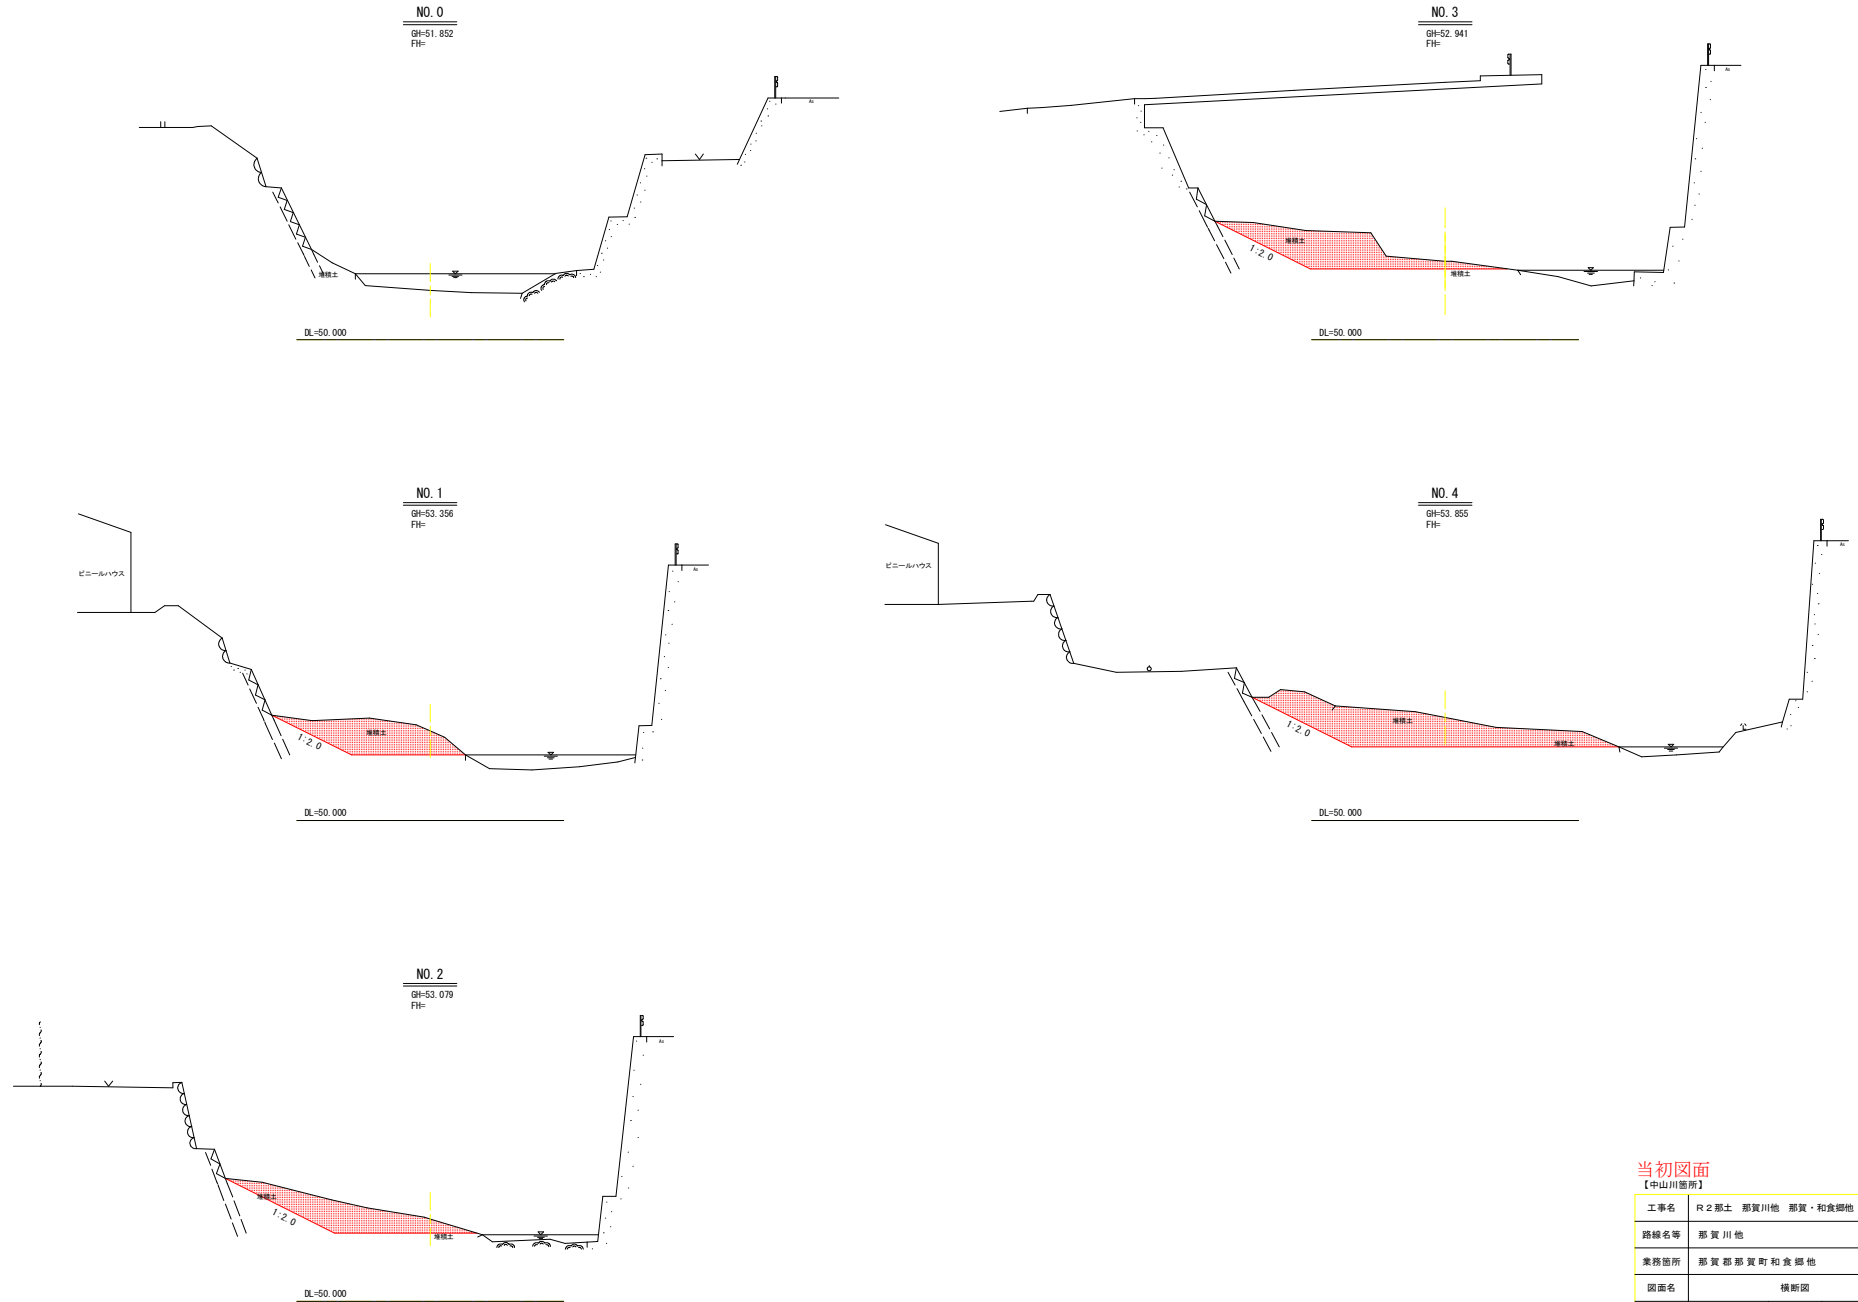 NO. 0
GH=51.852
FH=
As
堆積土
DL=50.000
NO. 3
GH=52.941
FH=
As
堆積土
1:2.0
堆積土
DL=50.000
NO. 1
GH=53.356
FH=
ビニールハウス
As
堆積土
1:2.0
DL=50.000
NO. 4
GH=53.855
FH=
ビニールハウス
As
堆積土
1:2.0
堆積土
DL=50.000
NO. 2
GH=53.079
FH=
As
堆積土
1:2.0
堆積土
DL=50.000
当初図面
【中山川箇所】
工事名 R2那土 那賀川他 那賀・和食郷他
路線名等 那賀川他
業務箇所 那賀郡那賀町和食郷他
図面名 横断図